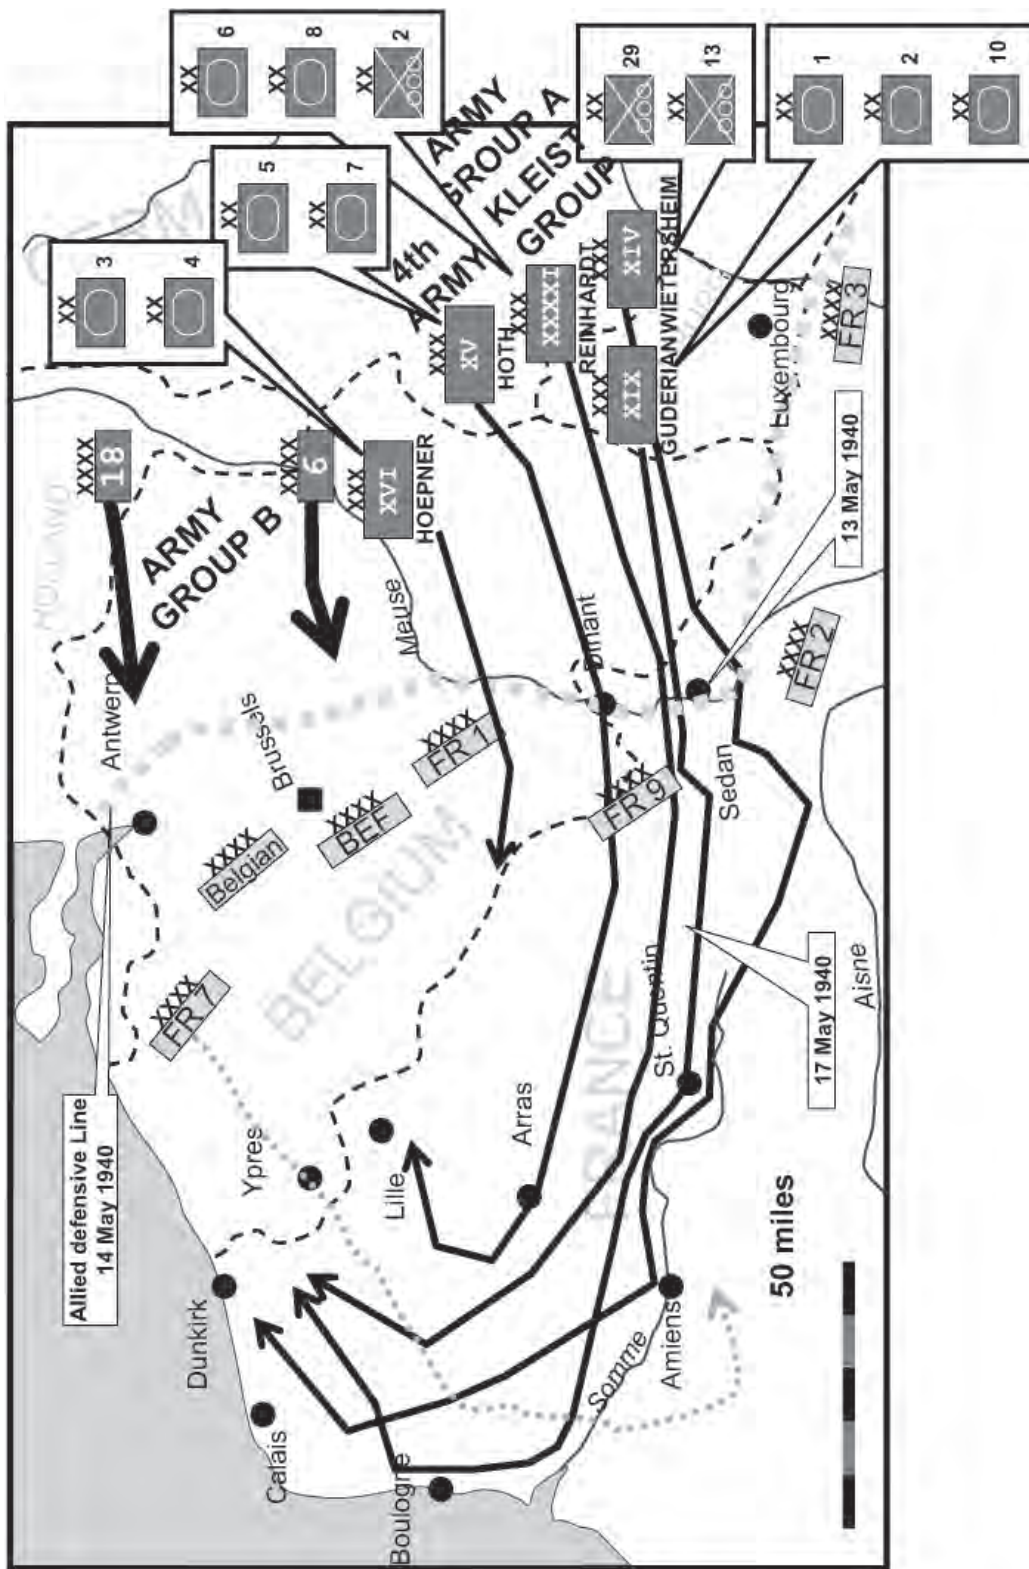 6
XX
8
XX
2
XX
5
XX
7
XX
3
XX
4
XX
29
XX
13
XX
1
XX
2
XX
10
XX
ARMY
GROUP A
KLEIST
GROUP
4th
ARMY
XXXX
18
XXXX
6
ARMY
GROUP B
XXX
XVI
HOEPNER
XXX
XV
HOTH
XXX
XXXXI
REINHARDT
XXX
XIV
WIETERSHEIM
XXX
XIX
GUDERIAN
Luxembourg
XXXX
FR 3
13 May 1940
XXXX
FR 2
HOLLAND
Antwerp
Brussels
Meuse
Dinant
Sedan
XXXX
FR 1
XXXX
BEF
XXXX
Belgian
XXXX
FR 9
XXXX
FR 7
BELGIUM
FRANCE
St. Quentin
17 May 1940
Aisne
Allied defensive Line
14 May 1940
Ypres
Lille
Arras
Dunkirk
Calais
Boulogne
Somme
Amiens
50 miles